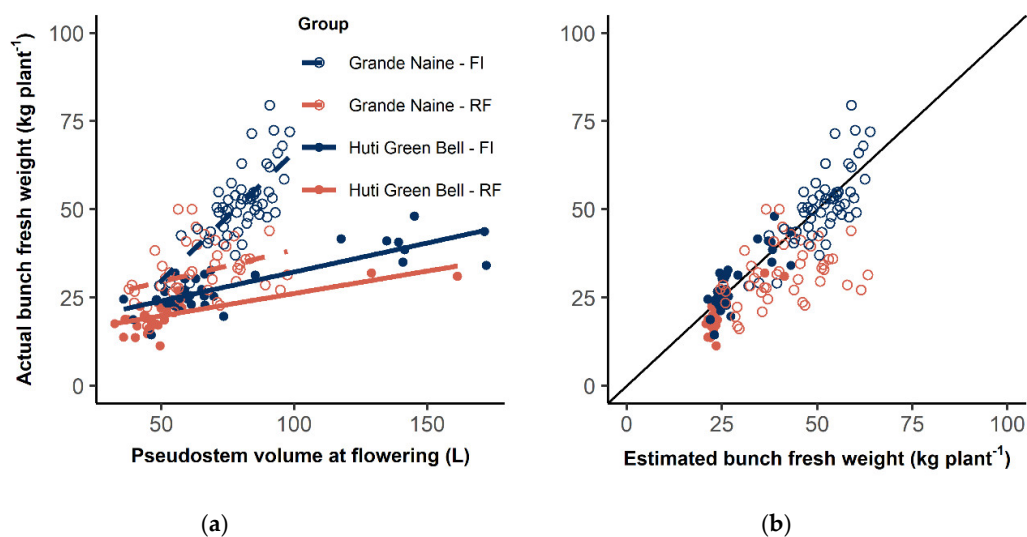 Group
Grande Naine - FI
Grande Naine - RF
Huti Green Bell - FI
Huti Green Bell - RF
Actual bunch fresh weight (kg plant⁻¹)
100
75
50
25
0
50
100
150
Pseudostem volume at flowering (L)
(a)
100
75
50
25
0
0
25
50
75
100
Estimated bunch fresh weight (kg plant⁻¹)
(b)